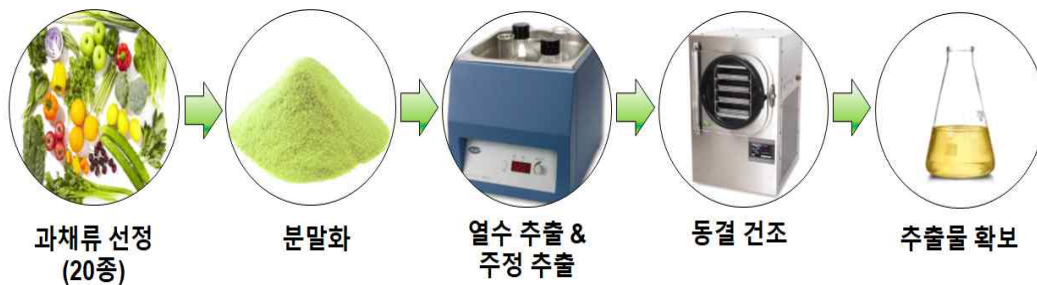 과채류 선정
(20종)
분말화
열수 추출 &
주정 추출
동결 건조
추출물 확보